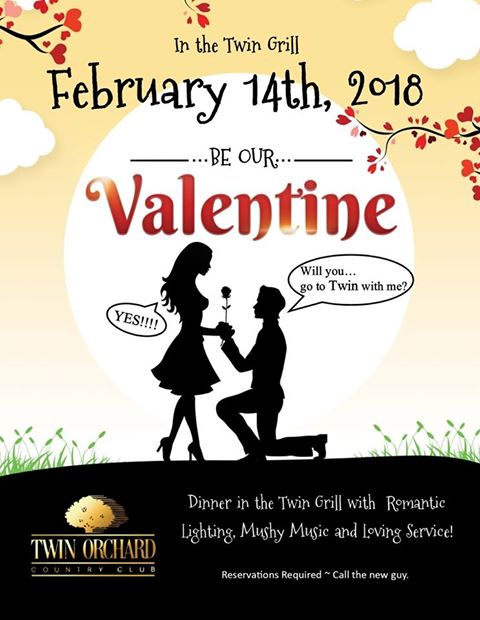 In the Twin Grill
February 14th, 2018
...BE OUR...
Valentine
Will you...
go to Twin with me?
YES!!!!
Dinner in the Twin Grill with Romantic
Lighting, Mushy Music and Loving Service!
TWIN ORCHARD
COUNTRY CLUB
Reservations Required ~ Call the new guy.